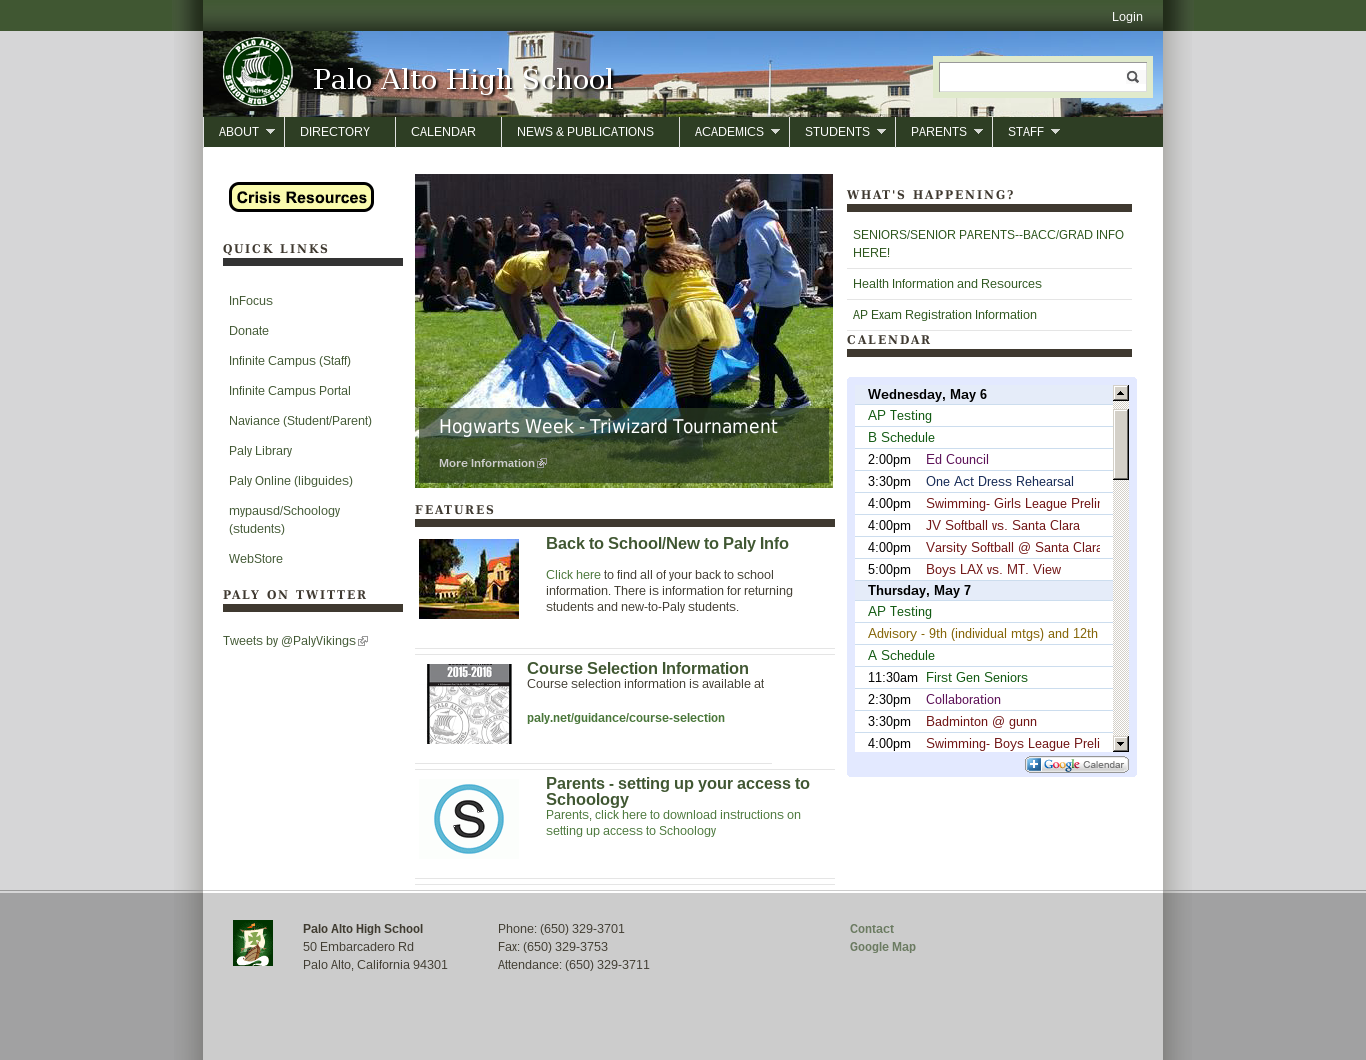 Login
PALO ALTO
Vikings
SENIOR HIGH SCHOOL
Palo Alto High School
ABOUT
DIRECTORY
CALENDAR
NEWS & PUBLICATIONS
ACADEMICS
STUDENTS
PARENTS
STAFF
Crisis Resources
QUICK LINKS
InFocus
Donate
Infinite Campus (Staff)
Infinite Campus Portal
Naviance (Student/Parent)
Paly Library
Paly Online (libguides)
mypausd/Schoology
(students)
WebStore
PALY ON TWITTER
Tweets by @PalyVikings
Hogwarts Week - Triwizard Tournament
More Information
FEATURES
Back to School/New to Paly Info
Click here to find all of your back to school
information. There is information for returning
students and new-to-Paly students.
2015-2016
Course Selection Information
Course selection information is available at
paly.net/guidance/course-selection
S
Parents - setting up your access to
Schoology
Parents, click here to download instructions on
setting up access to Schoology
WHAT'S HAPPENING?
SENIORS/SENIOR PARENTS--BACC/GRAD INFO
HERE!
Health Information and Resources
AP Exam Registration Information
CALENDAR
Wednesday, May 6
AP Testing
B Schedule
2:00pm Ed Council
3:30pm One Act Dress Rehearsal
4:00pm Swimming- Girls League Prelin
4:00pm JV Softball vs. Santa Clara
4:00pm Varsity Softball @ Santa Clara
5:00pm Boys LAX vs. MT. View
Thursday, May 7
AP Testing
Advisory - 9th (individual mtgs) and 12th
A Schedule
11:30am First Gen Seniors
2:30pm Collaboration
3:30pm Badminton @ gunn
4:00pm Swimming- Boys League Preli
Google Calendar
Palo Alto High School
50 Embarcadero Rd
Palo Alto, California 94301
Phone: (650) 329-3701
Fax: (650) 329-3753
Attendance: (650) 329-3711
Contact
Google Map